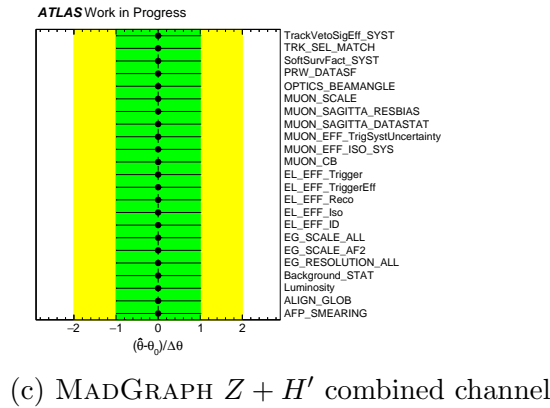 ATLAS Work in Progress
TrackVetoSigEff_SYST
TRK_SEL_MATCH
SoftSurvFact_SYST
PRW_DATASF
OPTICS_BEAMANGLE
MUON_SCALE
MUON_SAGITTA_RESBIAS
MUON_SAGITTA_DATASTAT
MUON_EFF_TrigSystUncertainty
MUON_EFF_ISO_SYS
MUON_CB
EL_EFF_Trigger
EL_EFF_TriggerEff
EL_EFF_Reco
EL_EFF_Iso
EL_EFF_ID
EG_SCALE_ALL
EG_SCALE_AF2
EG_RESOLUTION_ALL
Background_STAT
Luminosity
ALIGN_GLOB
AFP_SMEARING
−2 −1 0 1 2
(θ̂-θ₀)/Δθ
(c) MADGRAPH Z + H′ combined channel